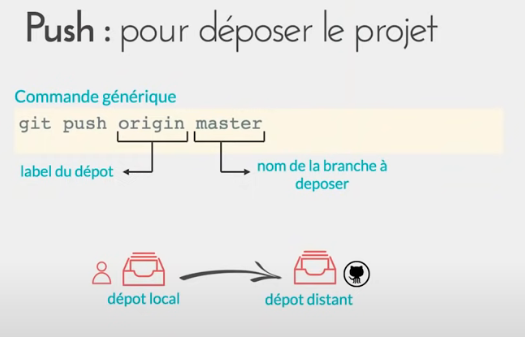 Push : pour déposer le projet
Commande générique
git push origin master
label du dépot
nom de la branche à
deposer
dépot local
dépot distant